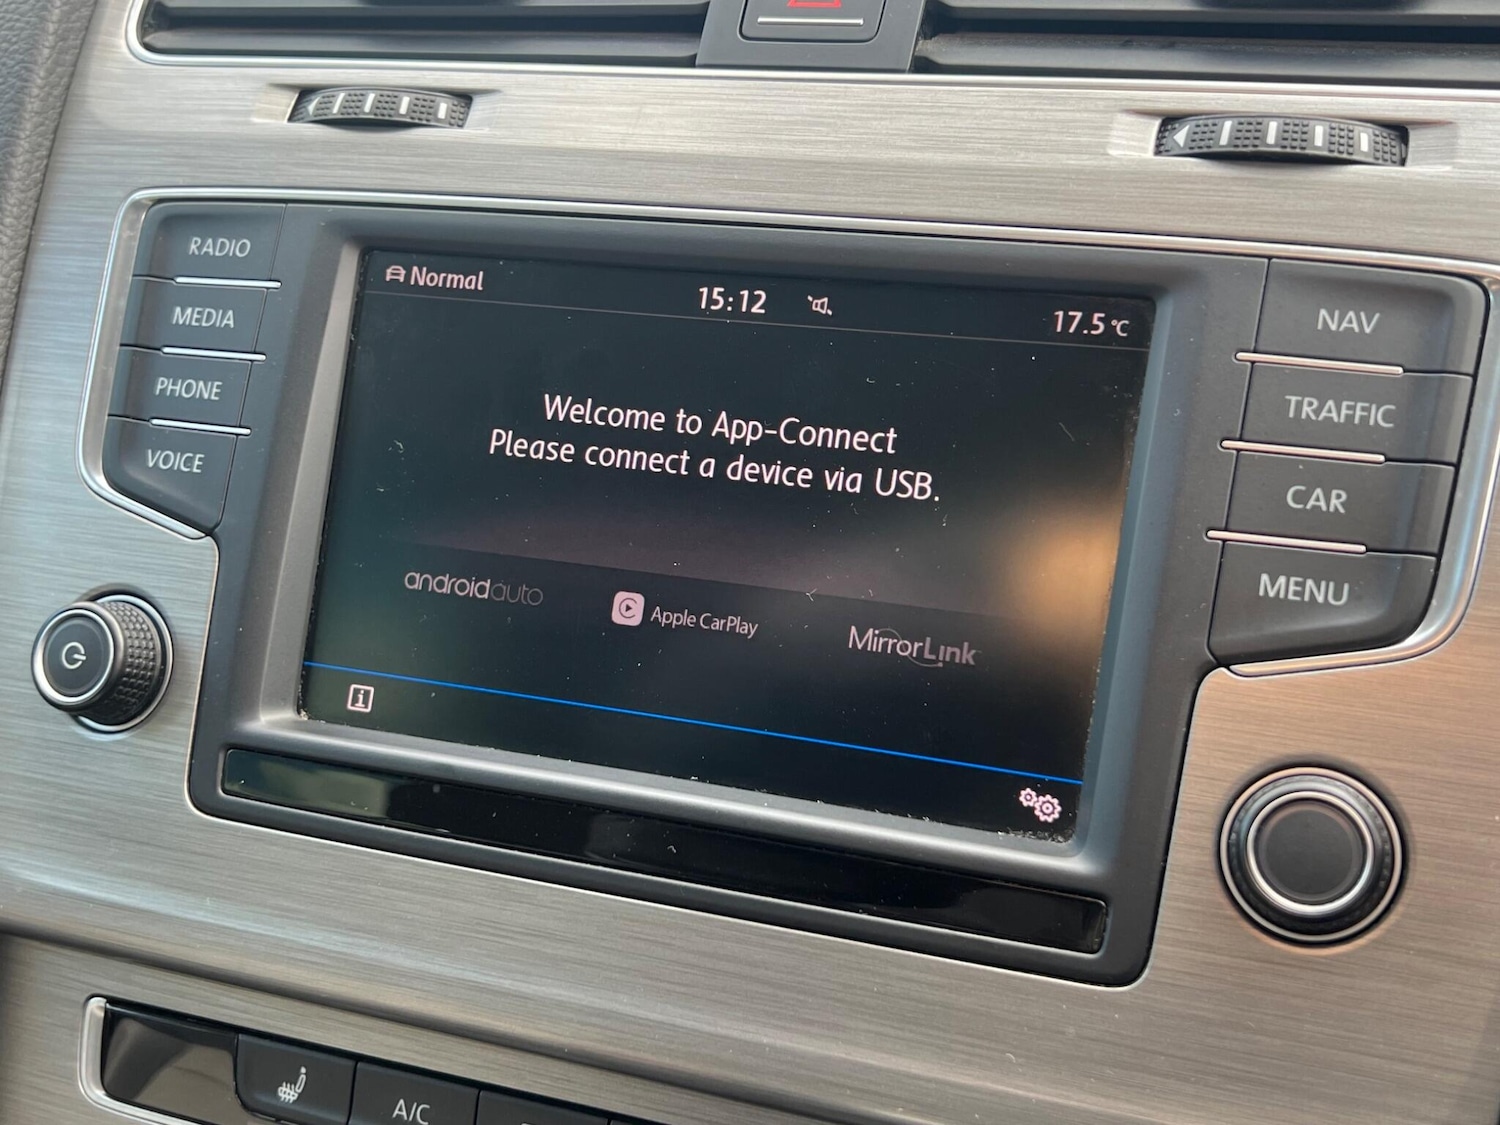 RADIO
MEDIA
PHONE
VOICE
Normal
15:12
17.5 °C
Welcome to App-Connect
Please connect a device via USB.
androidauto
Apple CarPlay
MirrorLink
i
NAV
TRAFFIC
CAR
MENU
A/C